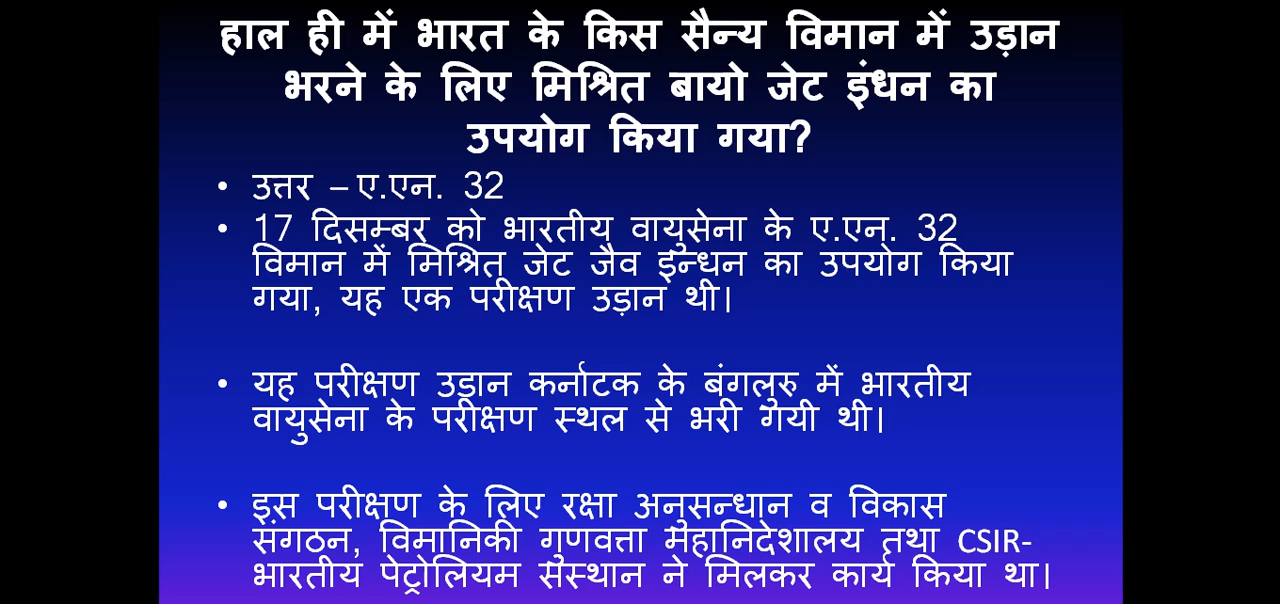 हाल ही में भारत के किस सैन्य विमान में उड़ान
भरने के लिए मिश्रित बायो जेट इंधन का
उपयोग किया गया?
• उत्तर – ए.एन. 32
• 17 दिसम्बर को भारतीय वायुसेना के ए.एन. 32
विमान में मिश्रित जेट जैव इन्धन का उपयोग किया
गया, यह एक परीक्षण उड़ान थी।
• यह परीक्षण उड़ान कर्नाटक के बंगलुरु में भारतीय
वायुसेना के परीक्षण स्थल से भरी गयी थी।
• इस परीक्षण के लिए रक्षा अनुसन्धान व विकास
संगठन, विमानिकी गुणवत्ता महानिदेशालय तथा CSIR-
भारतीय पेट्रोलियम संस्थान ने मिलकर कार्य किया था।